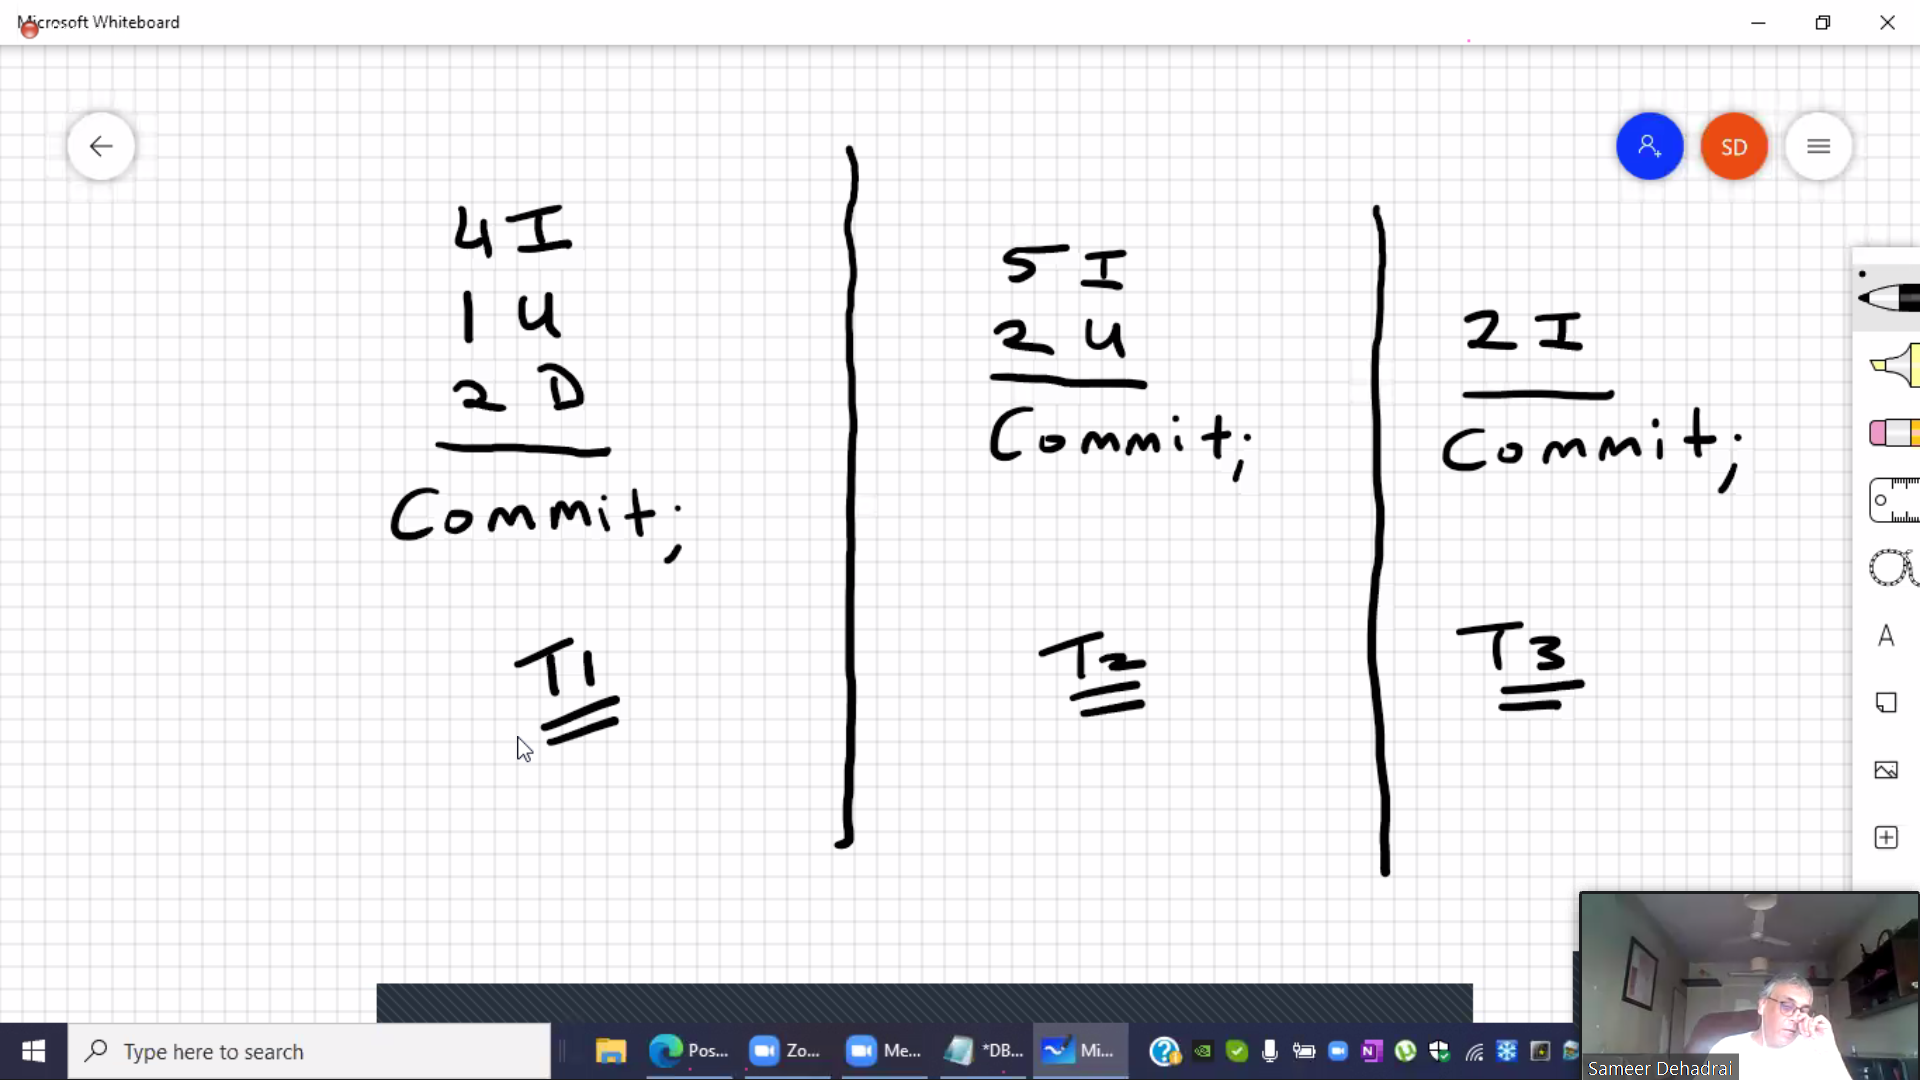 Microsoft Whiteboard
SD
4 I
1 U
2 D
Commit;
T1
5 I
2 U
Commit;
T2
2 I
Commit;
T3
A
Type here to search
Pos...
Zo...
Me...
*DB...
Mi...
Sameer Dehadrai